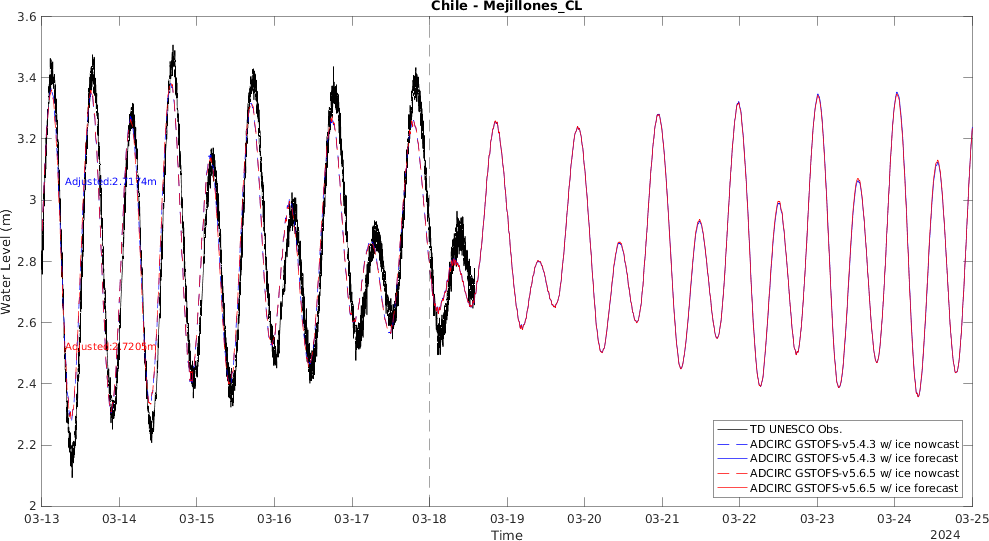 Chile - Mejillones_CL
3.6
3.4
3.2
3
2.8
2.6
2.4
2.2
2
Water Level (m)
Adjusted:2.7174m
Adjusted:2.7205m
TD UNESCO Obs.
ADCIRC GSTOFS-v5.4.3 w/ ice nowcast
ADCIRC GSTOFS-v5.4.3 w/ ice forecast
ADCIRC GSTOFS-v5.6.5 w/ ice nowcast
ADCIRC GSTOFS-v5.6.5 w/ ice forecast
03-13 03-14 03-15 03-16 03-17 03-18 03-19 03-20 03-21 03-22 03-23 03-24 03-25
Time
2024